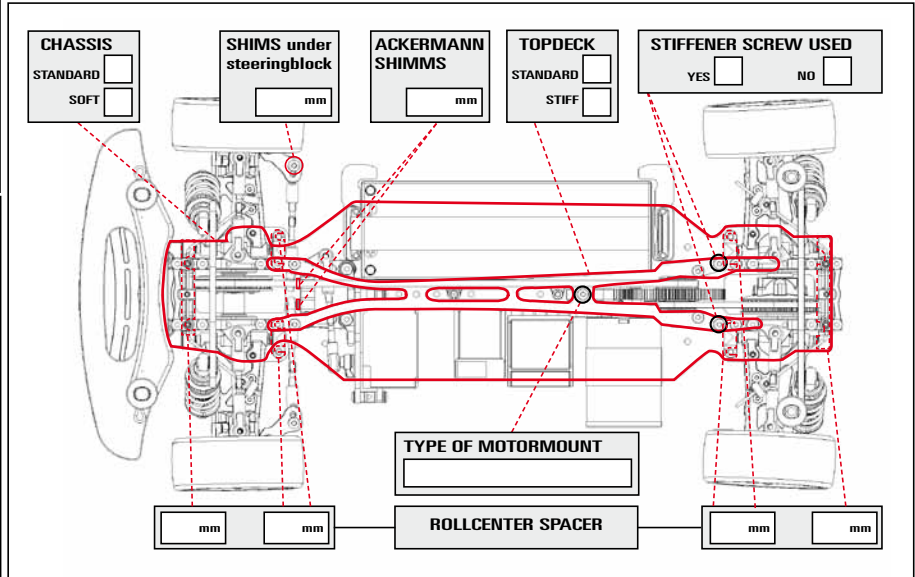 CHASSIS
STANDARD
SOFT
SHIMS under
steeringblock
mm
ACKERMANN
SHIMMS
mm
TOPDECK
STANDARD
STIFF
STIFFENER SCREW USED
YES NO
TYPE OF MOTORMOUNT
mm mm ROLLCENTER SPACER mm mm